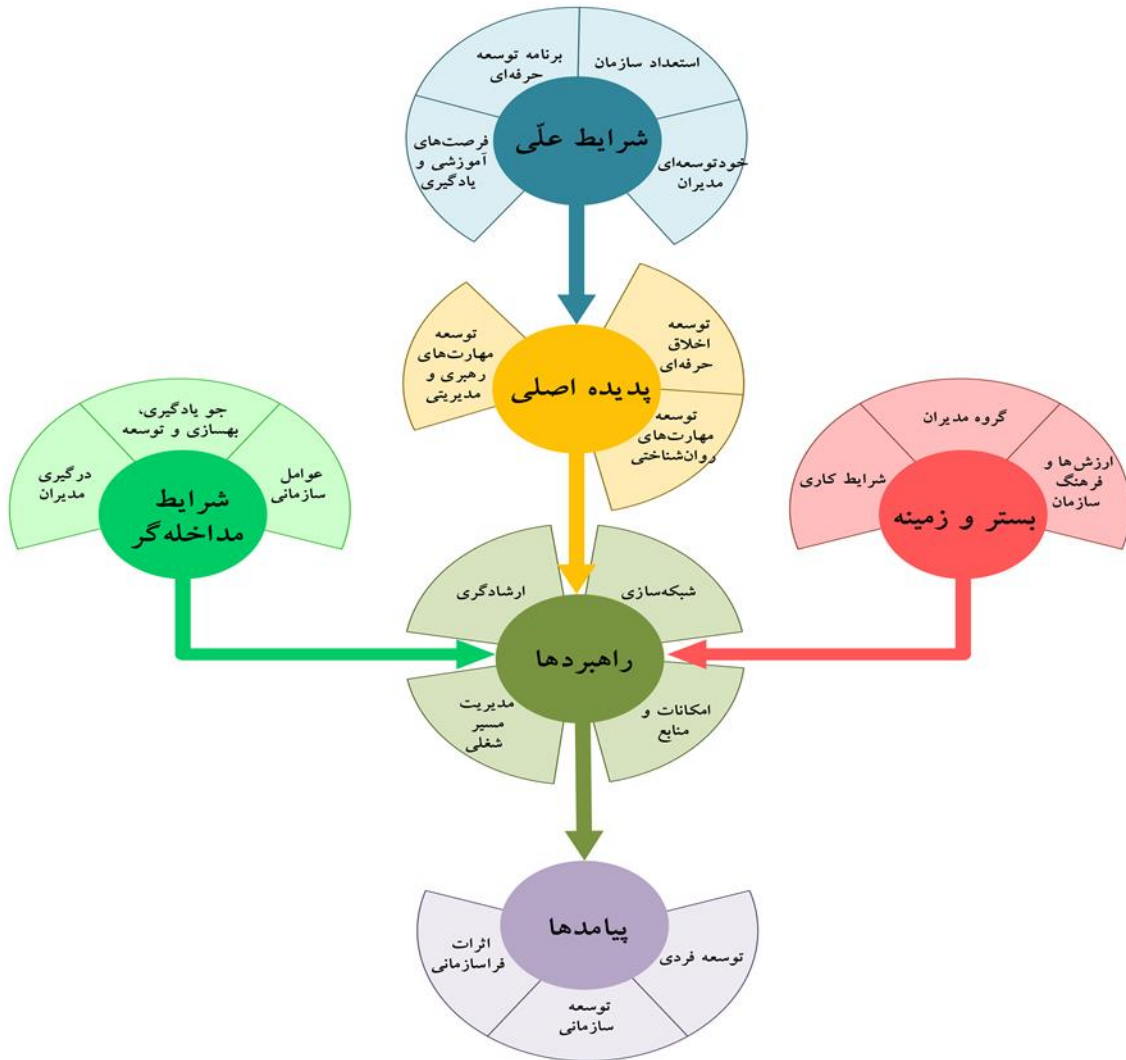 استعداد سازمان
برنامه توسعه
حرفه‌ای
شرایط علّی
خودتوسعه‌ای
مدیران
فرصت‌های
آموزشی و
یادگیری
توسعه
اخلاق
حرفه‌ای
توسعه
مهارت‌های
رهبری و
مدیریتی
پدیده اصلی
توسعه
مهارت‌های
روان‌شناختی
گروه مدیران
ارزش‌ها و
فرهنگ
سازمان
شرایط کاری
بستر و زمینه
جو یادگیری،
بهسازی و توسعه
عوامل
سازمانی
درگیری
مدیران
شرایط
مداخله‌گر
شبکه‌سازی
ارشادگری
راهبردها
امکانات و
منابع
مدیریت
مسیر
شغلی
پیامدها
توسعه فردی
توسعه
سازمانی
اثرات
فراسازمانی